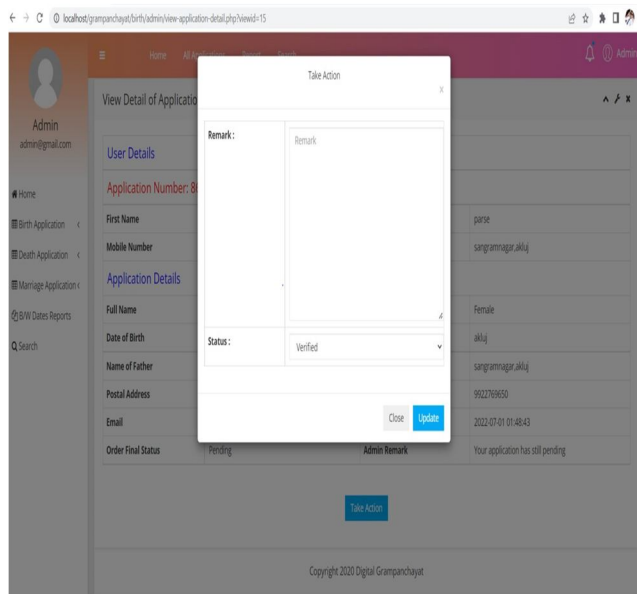 localhost/grampanchayat/birth/admin/view-application-detail.php?viewid=15
Home All Applications Report Search Admin
Admin
admin@gmail.com
Home
Birth Application
Death Application
Marriage Application
B/W Dates Reports
Search
View Detail of Applicatio
User Details
Application Number: 8
First Name parse
Mobile Number sangramnagar,akluj
Application Details
Full Name Female
Date of Birth akluj
Name of Father sangramnagar,akluj
Postal Address 9922769650
Email 2022-07-01 01:48:43
Order Final Status Pending Admin Remark Your application has still pending
Take Action
x
Remark :
Remark
Status :
Verified
Close Update
Take Action
Copyright 2020 Digital Grampanchayat